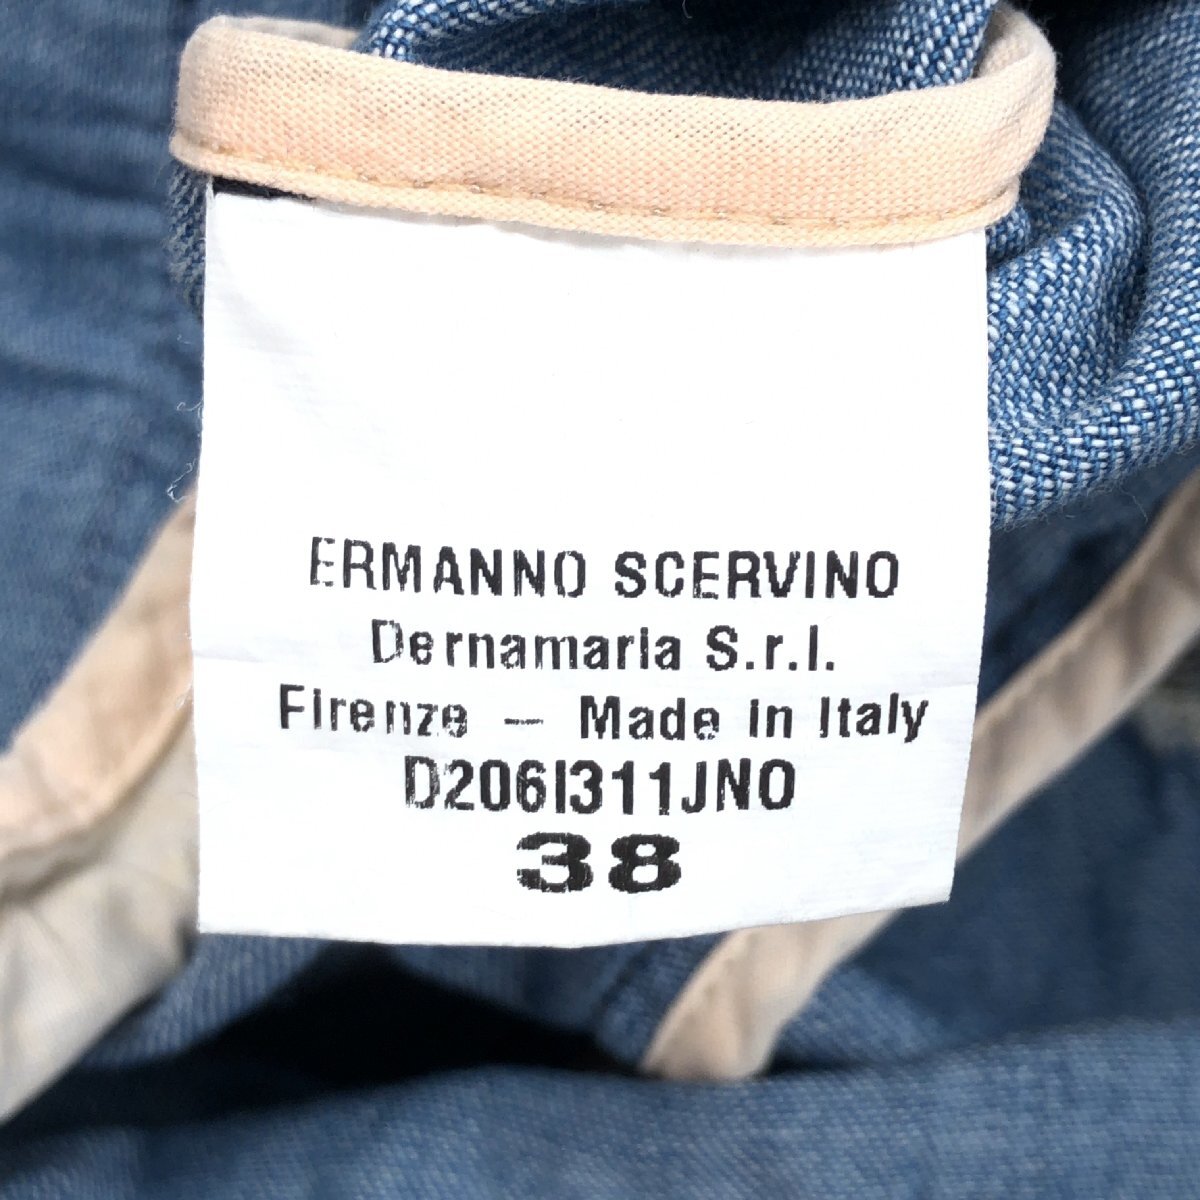 ERMANNO SCERVINO
Dernamaria S.r.l.
Firenze — Made in Italy
D206I311JNO
38